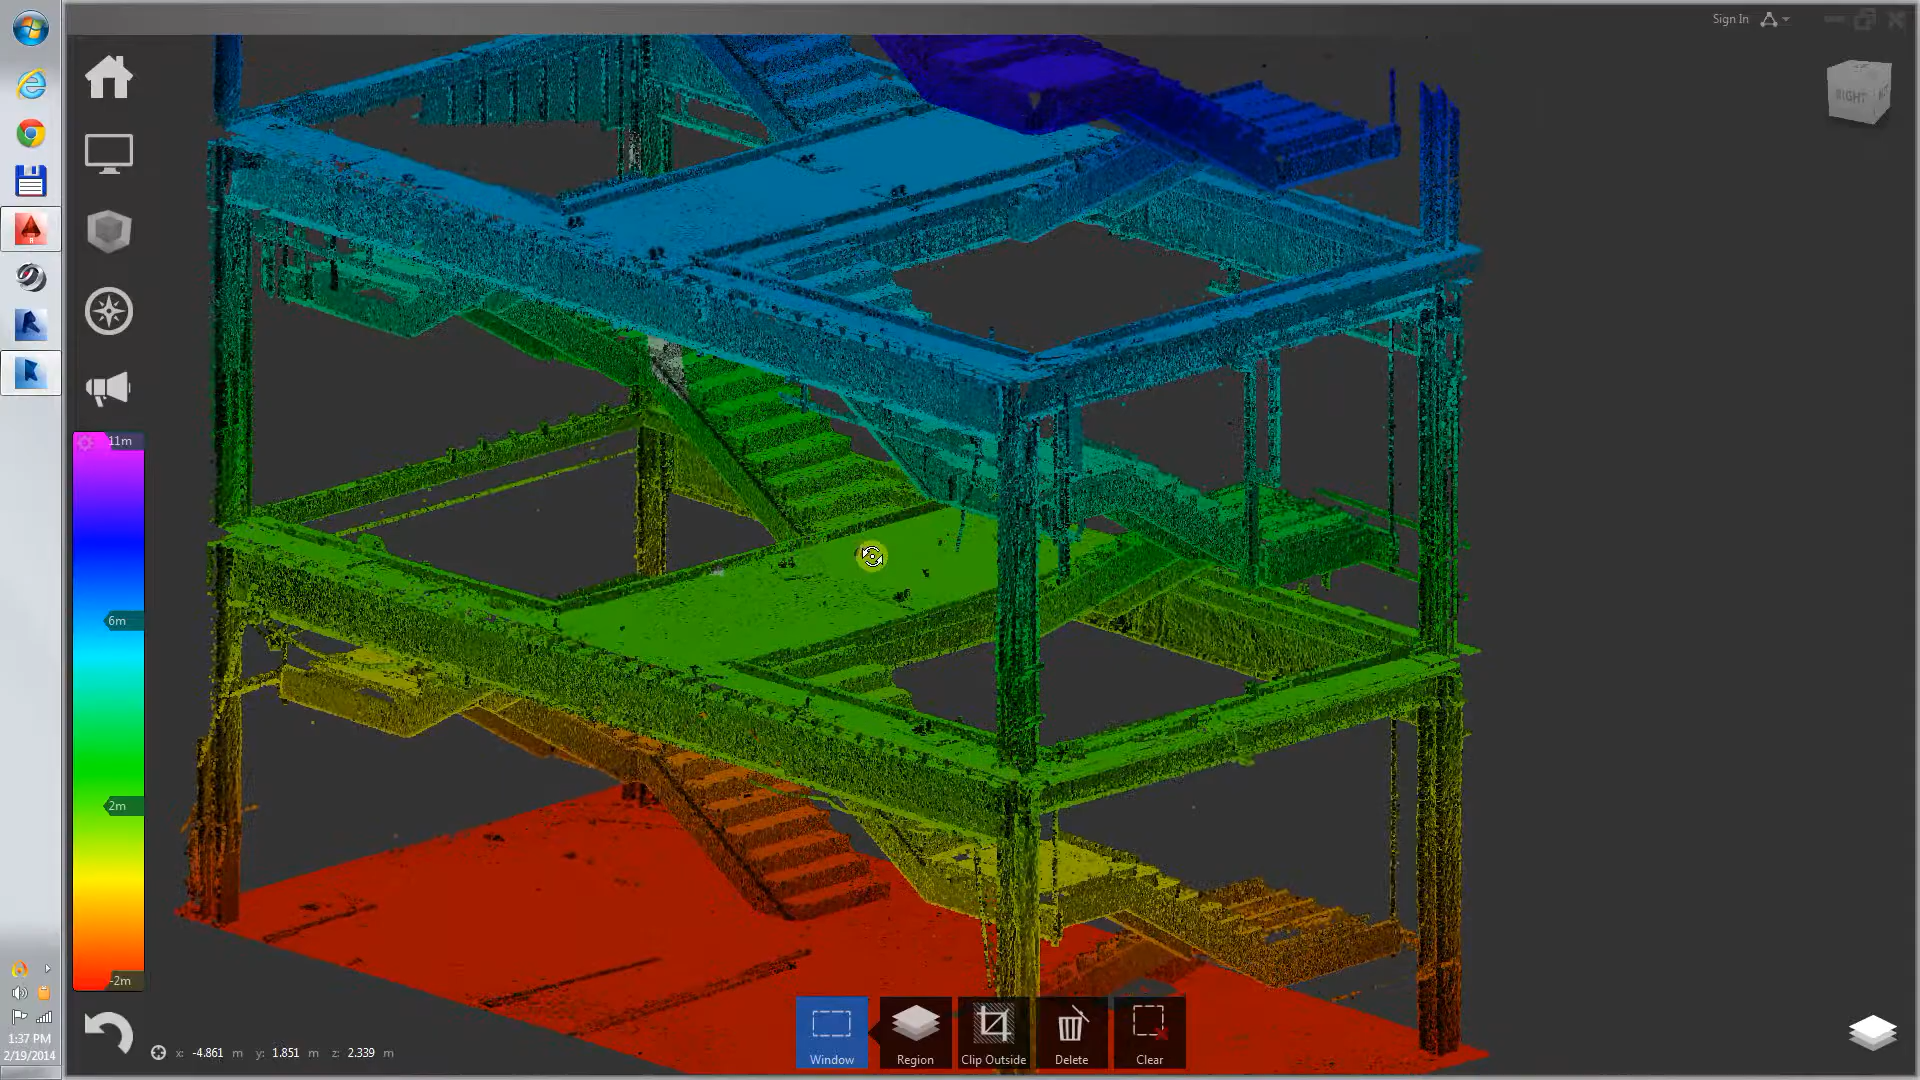 Sign In
RIGHT
11m
6m
2m
-2m
1:37 PM
2/19/2014
x: -4.861 m y: 1.851 m z: 2.339 m
Window
Region
Clip Outside
Delete
Clear